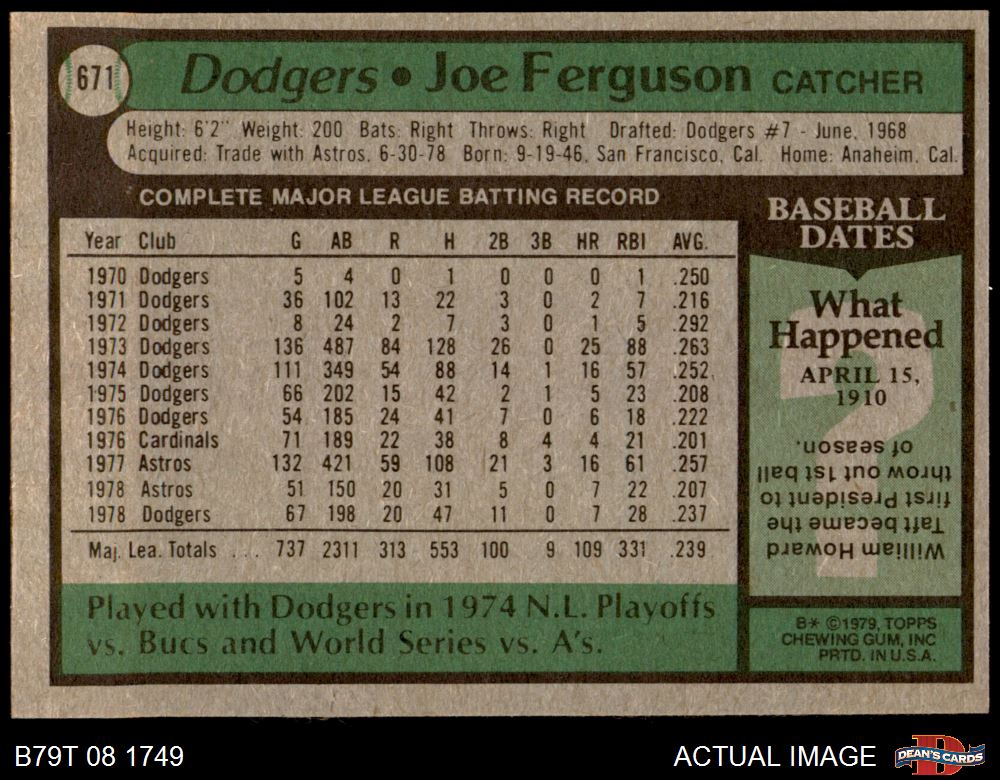 671
Dodgers • Joe Ferguson CATCHER
Height: 6'2" Weight: 200 Bats: Right Throws: Right Drafted: Dodgers #7 - June, 1968
Acquired: Trade with Astros, 6-30-78 Born: 9-19-46, San Francisco, Cal. Home: Anaheim, Cal.
COMPLETE MAJOR LEAGUE BATTING RECORD
Year Club G AB R H 2B 3B HR RBI AVG.
1970 Dodgers 5 4 0 1 0 0 0 1 .250
1971 Dodgers 36 102 13 22 3 0 2 7 .216
1972 Dodgers 8 24 2 7 3 0 1 5 .292
1973 Dodgers 136 487 84 128 26 0 25 88 .263
1974 Dodgers 111 349 54 88 14 1 16 57 .252
1975 Dodgers 66 202 15 42 2 1 5 23 .208
1976 Dodgers 54 185 24 41 7 0 6 18 .222
1976 Cardinals 71 189 22 38 8 4 4 21 .201
1977 Astros 132 421 59 108 21 3 16 61 .257
1978 Astros 51 150 20 31 5 0 7 22 .207
1978 Dodgers 67 198 20 47 11 0 7 28 .237
Maj. Lea. Totals ... 737 2311 313 553 100 9 109 331 .239
Played with Dodgers in 1974 N.L. Playoffs
vs. Bucs and World Series vs. A's.
BASEBALL
DATES
What
Happened
APRIL 15,
1910
?
William Howard
Taft became the
first President to
throw out 1st ball
of season.
B* ©1979, TOPPS
CHEWING GUM, INC
PRTD. IN U.S.A.
B79T 08 1749
ACTUAL IMAGE
D
DEAN'S CARDS